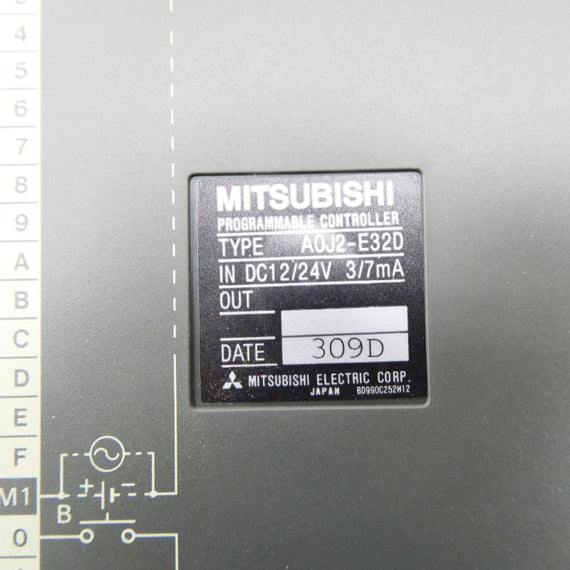 4
5
6
7
8
9
A
B
C
D
E
F
M1
0
B
+ -
MITSUBISHI
PROGRAMMABLE CONTROLLER
TYPE A0J2-E32D
IN DC12/24V 3/7mA
OUT
DATE 309D
MITSUBISHI ELECTRIC CORP.
JAPAN BD990C252H12